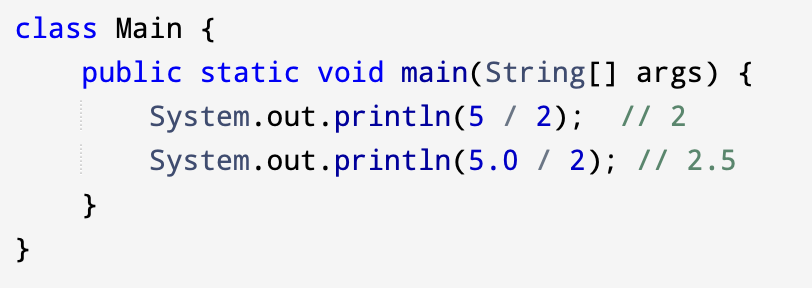 class Main {
    public static void main(String[] args) {
        System.out.println(5 / 2);  // 2
        System.out.println(5.0 / 2); // 2.5
    }
}